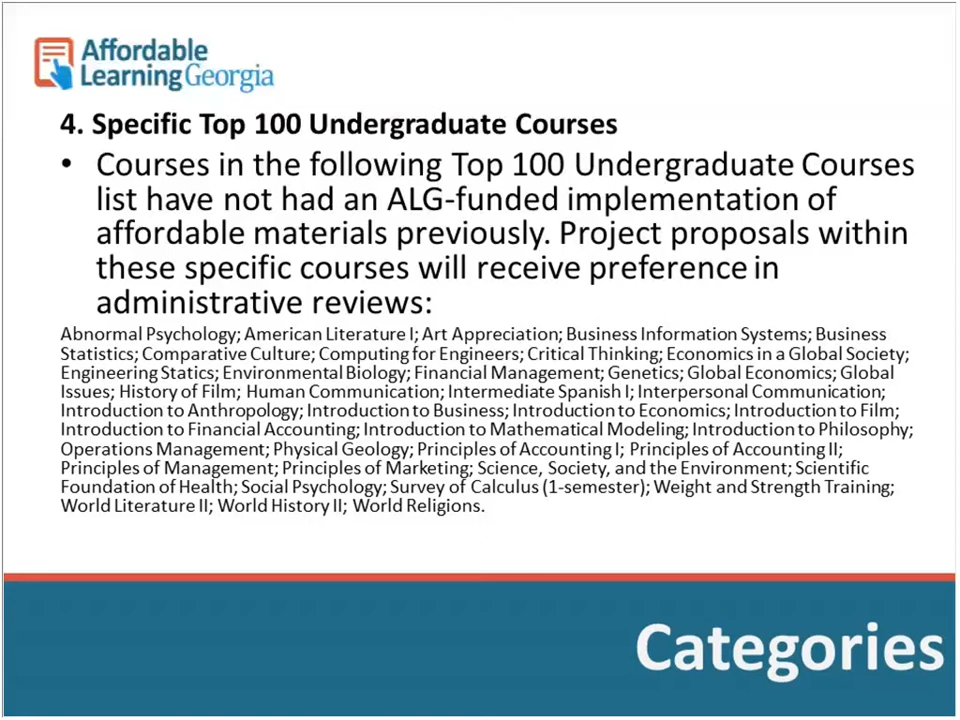 Affordable
LearningGeorgia
4. Specific Top 100 Undergraduate Courses
• Courses in the following Top 100 Undergraduate Courses
list have not had an ALG-funded implementation of
affordable materials previously. Project proposals within
these specific courses will receive preference in
administrative reviews:
Abnormal Psychology; American Literature I; Art Appreciation; Business Information Systems; Business
Statistics; Comparative Culture; Computing for Engineers; Critical Thinking; Economics in a Global Society;
Engineering Statics; Environmental Biology; Financial Management; Genetics; Global Economics; Global
Issues; History of Film; Human Communication; Intermediate Spanish I; Interpersonal Communication;
Introduction to Anthropology; Introduction to Business; Introduction to Economics; Introduction to Film;
Introduction to Financial Accounting; Introduction to Mathematical Modeling; Introduction to Philosophy;
Operations Management; Physical Geology; Principles of Accounting I; Principles of Accounting II;
Principles of Management; Principles of Marketing; Science, Society, and the Environment; Scientific
Foundation of Health; Social Psychology; Survey of Calculus (1-semester); Weight and Strength Training;
World Literature II; World History II; World Religions.
Categories